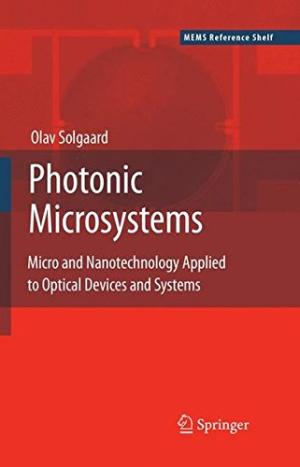 MEMS Reference Shelf
Olav Solgaard
Photonic
Microsystems
Micro and Nanotechnology Applied
to Optical Devices and Systems
Springer